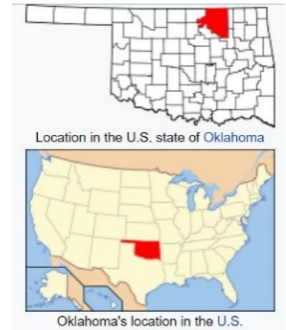 Location in the U.S. state of Oklahoma
Oklahoma's location in the U.S.